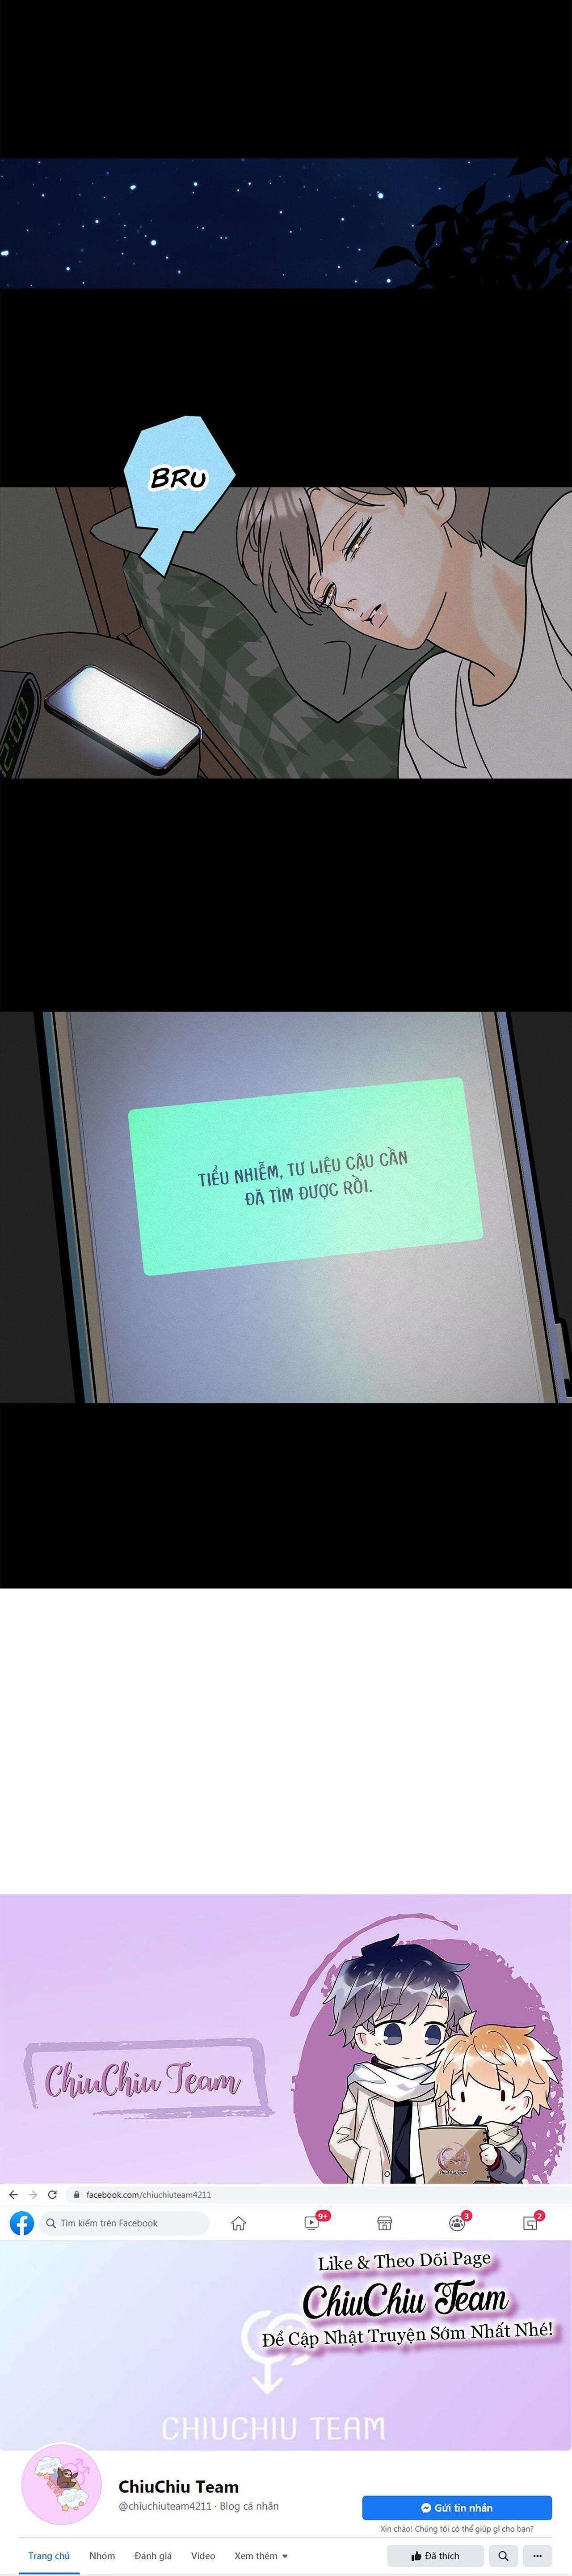 BRU
12:00
TIỂU NHIỄM, TƯ LIỆU CẬU CẦN
ĐÃ TÌM ĐƯỢC RỒI.
ChiuChiu Team
facebook.com/chiuchiuteam4211
Tìm kiếm trên Facebook
9+
3
2
Like & Theo Dõi Page
ChiuChiu Team
Để Cập Nhật Truyện Sớm Nhất Nhé!
CHIUCHIU TEAM
ChiuChiu Team
@chiuchiuteam4211 · Blog cá nhân
Gửi tin nhắn
Xin chào! Chúng tôi có thể giúp gì cho bạn?
Trang chủ Nhóm Đánh giá Video Xem thêm Đã thích